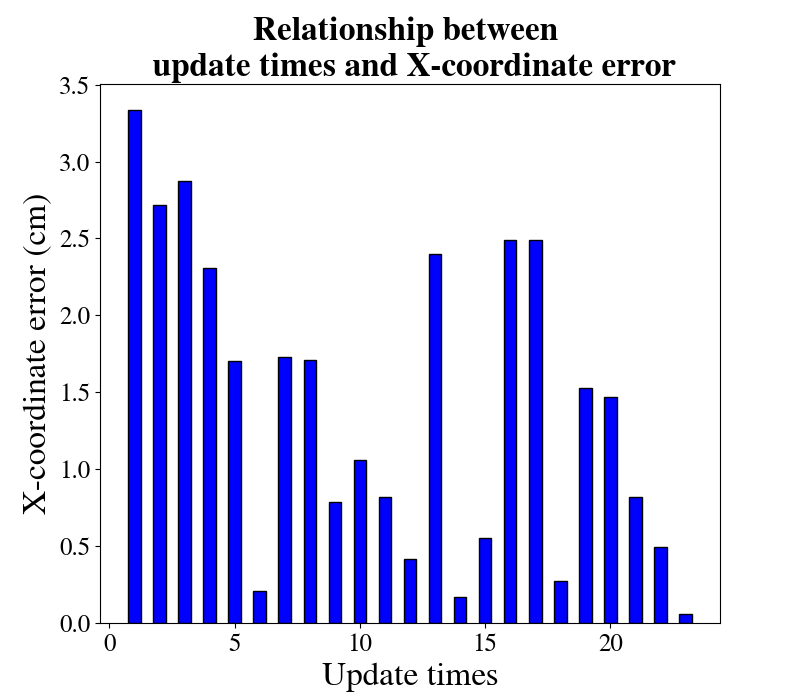 Relationship between
update times and X-coordinate error
3.5
3.0
2.5
2.0
1.5
1.0
0.5
0.0
X-coordinate error (cm)
0 5 10 15 20
Update times